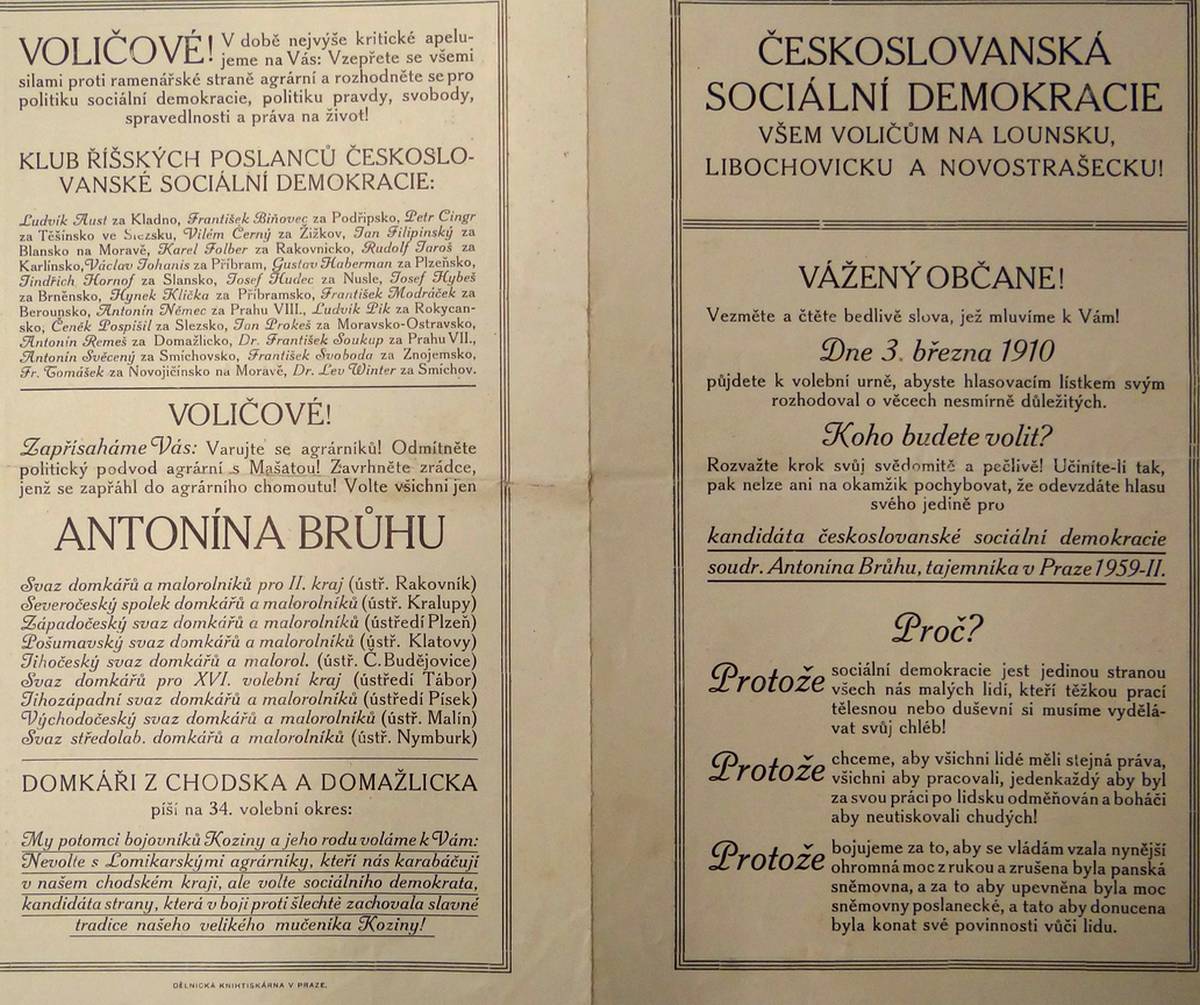 VOLIČOVÉ! V době nejvýše kritické apelu-
jeme na Vás: Vzepřete se všemi
silami proti ramenářské straně agrární a rozhodněte se pro
politiku sociální demokracie, politiku pravdy, svobody,
spravedlnosti a práva na život!
KLUB ŘÍŠSKÝCH POSLANCŮ ČESKOSLO-
VANSKÉ SOCIÁLNÍ DEMOKRACIE:
Ludvík Aust za Kladno, František Biňovec za Podřipsko, Petr Cingr
za Těšínsko ve Slezsku, Vilém Černý za Žižkov, Jan Filipinský za
Blansko na Moravě, Karel Folber za Rakovnicko, Rudolf Jaroš za
Karlínsko, Václav Johanis za Příbram, Gustav Haberman za Plzeňsko,
Jindřich Hornof za Slansko, Josef Hudec za Nusle, Josef Hybeš
za Brněnsko, Hynek Klička za Příbramsko, František Modráček za
Berounsko, Antonín Němec za Prahu VIII., Ludvík Pik za Rokycan-
sko, Čeněk Pospíšil za Slezsko, Jan Prokeš za Moravsko-Ostravsko,
Antonín Remeš za Domažlicko, Dr. František Soukup za Prahu VII.,
Antonín Svěcený za Smíchovsko, František Svoboda za Znojemsko,
Fr. Tomášek za Novojičínsko na Moravě, Dr. Lev Winter za Smíchov.
VOLIČOVÉ!
Zapřísaháme Vás: Varujte se agrárníků! Odmítněte
politický podvod agrární s Mašatou! Zavrhněte zrádce,
jenž se zapřáhl do agrárního chomoutu! Volte všichni jen
ANTONÍNA BRŮHU
Svaz domkářů a malorolníků pro II. kraj (ústř. Rakovník)
Severočeský spolek domkářů a malorolníků (ústř. Kralupy)
Západočeský svaz domkářů a malorolníků (ústředí Plzeň)
Pošumavský svaz domkářů a malorolníků (ústř. Klatovy)
Jihočeský svaz domkářů a malorol. (ústř. Č. Budějovice)
Svaz domkářů pro XVI. volební kraj (ústředí Tábor)
Jihozápadní svaz domkářů a malorolníků (ústředí Písek)
Východočeský svaz domkářů a malorolníků (ústř. Malín)
Svaz středolab. domkářů a malorolníků (ústř. Nymburk)
DOMKÁŘI Z CHODSKA A DOMAŽLICKA
píší na 34. volební okres:
My potomci bojovníků Koziny a jeho rodu voláme k Vám:
Nevolte s Lomikarskými agrárníky, kteří nás karabáčují
v našem chodském kraji, ale volte sociálního demokrata,
kandidáta strany, která v boji proti šlechtě zachovala slavné
tradice našeho velikého mučeníka Koziny!
DĚLNICKÁ KNIHTISKÁRNA V PRAZE.
ČESKOSLOVANSKÁ
SOCIÁLNÍ DEMOKRACIE
VŠEM VOLIČŮM NA LOUNSKU,
LIBOCHOVICKU A NOVOSTRAŠECKU!
VÁŽENÝ OBČANE!
Vezměte a čtěte bedlivě slova, jež mluvíme k Vám!
Dne 3. března 1910
půjdete k volební urně, abyste hlasovacím lístkem svým
rozhodoval o věcech nesmírně důležitých.
Koho budete volit?
Rozvažte krok svůj svědomitě a pečlivě! Učiníte-li tak,
pak nelze ani na okamžik pochybovat, že odevzdáte hlasu
svého jedině pro
kandidáta českoslovanské sociální demokracie
soudr. Antonína Brůhu, tajemníka v Praze 1959-II.
Proč?
Protože sociální demokracie jest jedinou stranou
všech nás malých lidí, kteří těžkou prací
tělesnou nebo duševní si musíme vydělá-
vat svůj chléb!
Protože chceme, aby všichni lidé měli stejná práva,
všichni aby pracovali, jedenkaždý aby byl
za svou práci po lidsku odměňován a boháči
aby neutiskovali chudých!
Protože bojujeme za to, aby se vládám vzala nynější
ohromná moc z rukou a zrušena byla panská
sněmovna, a za to aby upevněna byla moc
sněmovny poslanecké, a tato aby donucena
byla konat své povinnosti vůči lidu.